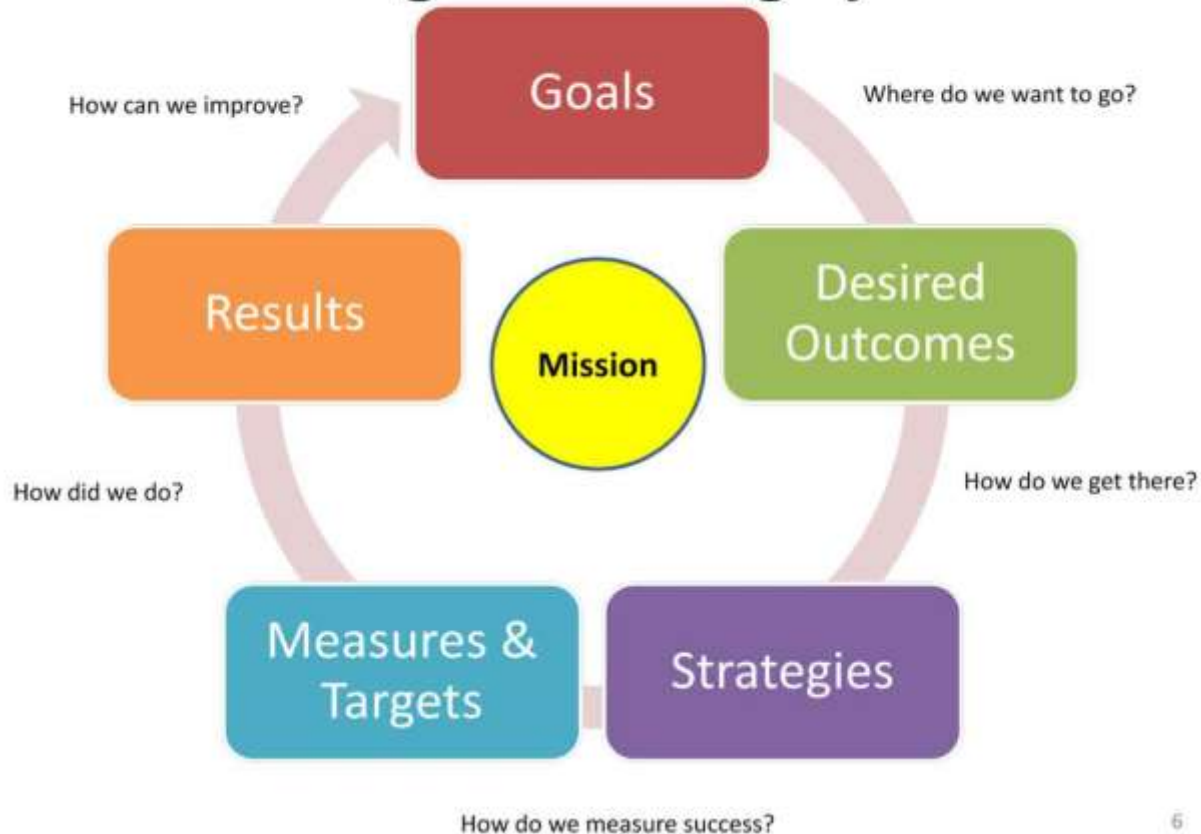 Goals
How can we improve?
Where do we want to go?
Results
Desired
Outcomes
Mission
How did we do?
How do we get there?
Measures &
Targets
Strategies
How do we measure success?
6